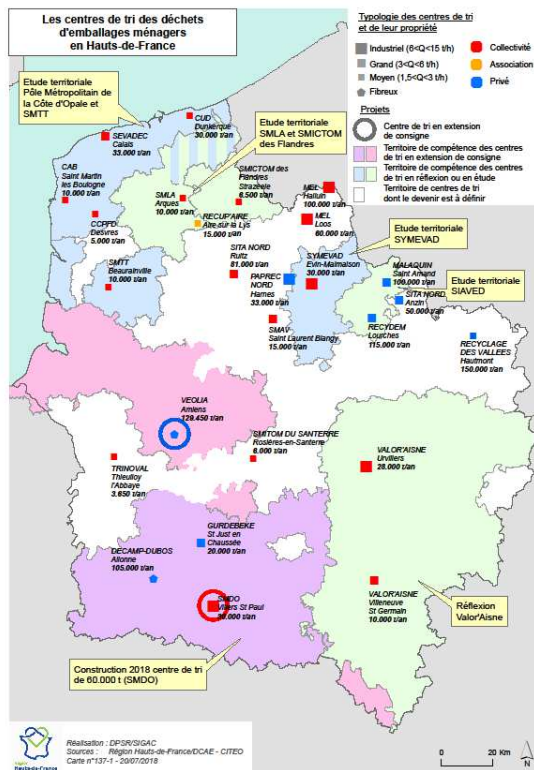 Les centres de tri des déchets
d'emballages ménagers
en Hauts-de-France
Typologie des centres de tri
et de leur propriété
Industriel (6<Q<15 t/h)
Grand (3<Q<6 t/h)
Moyen (1,5<Q<3 t/h)
Fibreux
Collectivité
Association
Privé
Projets
Centre de tri en extension de
consigne
Territoire de compétence des centres
de tri en extension de consigne
Territoire de compétence des centres
de tri en réflexion ou en étude
Territoire de centres de tri
dont le devenir est à définir
Etude territoriale
Pôle Métropolitain de
la Côte d'Opale et
SMTT
Etude territoriale
SMLA et SMICTOM
des Flandres
CUD
Dunkerque
30.000 t/an
SEVADEC
Calais
33.000 t/an
CAB
Saint Martin
les Boulogne
10.000 t/an
CCPFD
Desvres
5.000 t/an
SMLA
Arques
10.000 t/an
SMICTOM des
Flandres
Strazeele
6.500 t/an
RECUP'AIRE
Aire-sur-la-Lys
15.000 t/an
MEL
Halluin
100.000 t/an
MEL
Loos
60.000 t/an
SMTT
Beaurainville
10.000 t/an
SITA NORD
Ruitz
81.000 t/an
PAPREC
NORD
Harnes
33.000 t/an
SYMEVAD
Evin-Malmaison
30.000 t/an
Etude territoriale
SYMEVAD
MALAQUIN
Saint Amand
100.000 t/an
Etude territoriale
SIAVED
SITA NORD
Anzin
50.000 t/an
SMAV
Saint Laurent Blangy
15.000 t/an
RECYDEM
Lourches
115.000 t/an
RECYCLAGE
DES VALLEES
Hautmont
150.000 t/an
VEOLIA
Amiens
129.450 t/an
SMITOM DU SANTERRE
Rosières-en-Santerre
6.000 t/an
VALOR'AISNE
Urvillers
28.000 t/an
TRINOVAL
Thieulloy
l'Abbaye
3.650 t/an
GURDEBEKE
St Just en
Chaussée
20.000 t/an
DECAMP-DUBOS
Allonne
105.000 t/an
SMDO
Villers St Paul
30.000 t/an
VALOR'AISNE
Villeneuve
St Germain
10.000 t/an
Réflexion
Valor'Aisne
Construction 2018 centre de tri
de 60.000 t (SMDO)
Région
Hauts-de-France
Réalisation : DPSR/SIGAC
Sources : Région Hauts-de-France/DCAE - CITEO
Carte n°137-1 - 20/07/2018
0 20 Km
N